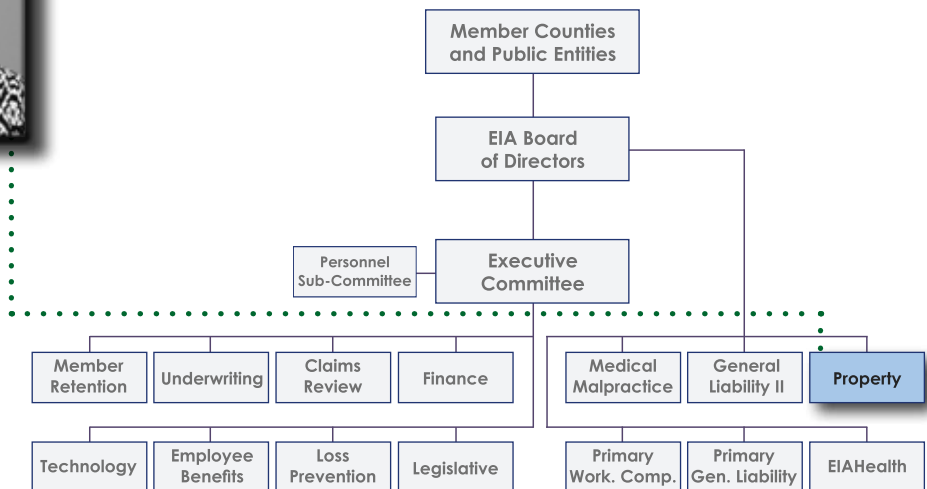 Member Counties
and Public Entities
EIA Board
of Directors
Executive
Committee
Personnel
Sub-Committee
Member
Retention
Underwriting
Claims
Review
Finance
Medical
Malpractice
General
Liability II
Property
Technology
Employee
Benefits
Loss
Prevention
Legislative
Primary
Work. Comp.
Primary
Gen. Liability
EIAHealth